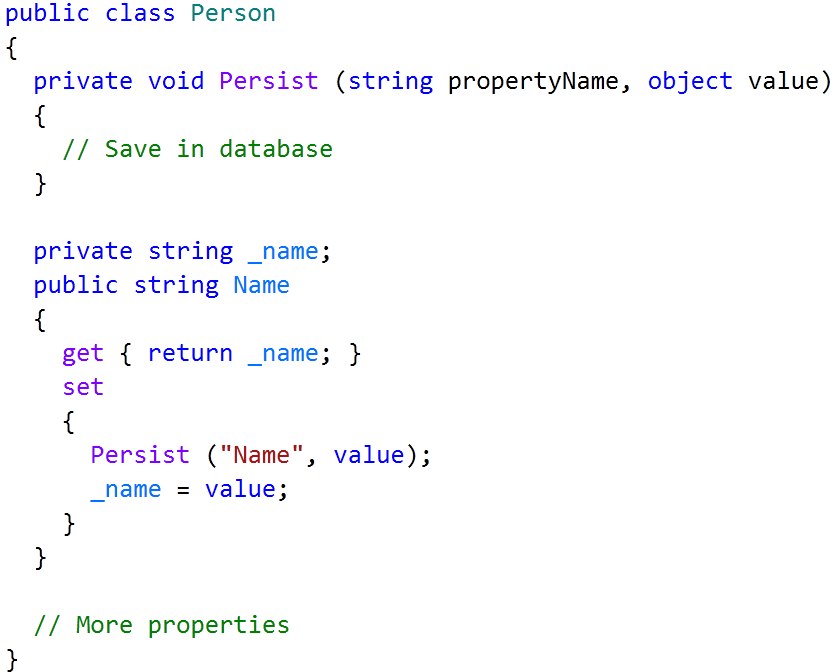 public class Person
{
  private void Persist (string propertyName, object value)
  {
    // Save in database
  }

  private string _name;
  public string Name
  {
    get { return _name; }
    set
    {
      Persist ("Name", value);
      _name = value;
    }
  }

  // More properties
}